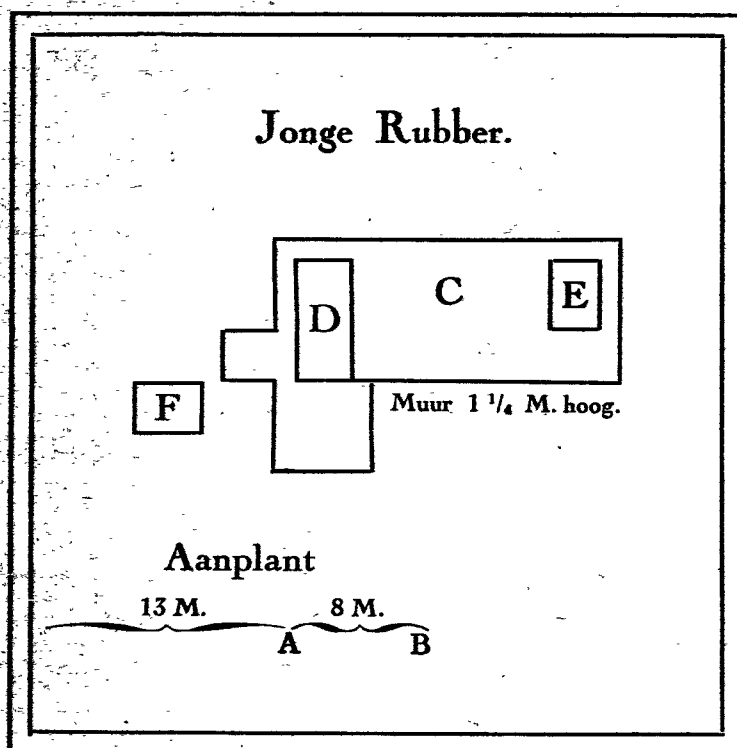 Jonge Rubber.
C
E
D
F
Muur 1 1/4 M. hoog.
Aanplant
13 M.
8 M.
A
B